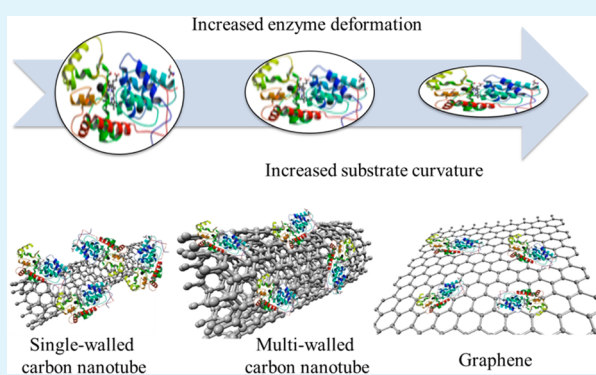 Increased enzyme deformation
Increased substrate curvature
Single-walled
carbon nanotube
Multi-walled
carbon nanotube
Graphene